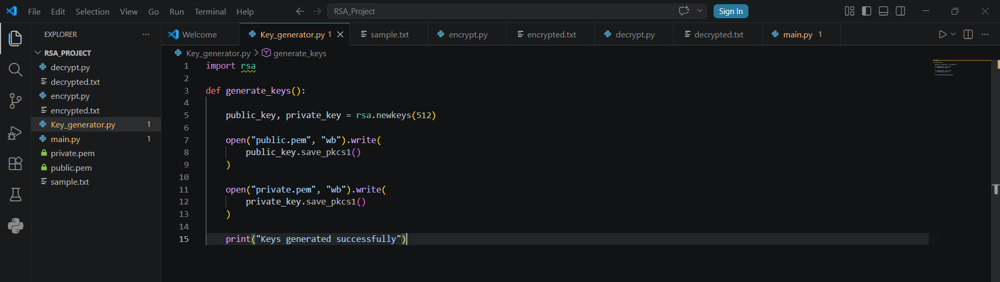 File Edit Selection View Go Run Terminal Help
RSA_Project
Sign In
EXPLORER
RSA_PROJECT
decrypt.py
decrypted.txt
encrypt.py
encrypted.txt
Key_generator.py 1
main.py 1
private.pem
public.pem
sample.txt
Welcome
Key_generator.py 1
sample.txt
encrypt.py
encrypted.txt
decrypt.py
decrypted.txt
main.py 1
Key_generator.py > generate_keys
1 import rsa
2
3 def generate_keys():
4
5     public_key, private_key = rsa.newkeys(512)
6
7     open("public.pem", "wb").write(
8         public_key.save_pkcs1()
9     )
10
11     open("private.pem", "wb").write(
12         private_key.save_pkcs1()
13     )
14
15     print("Keys generated successfully")